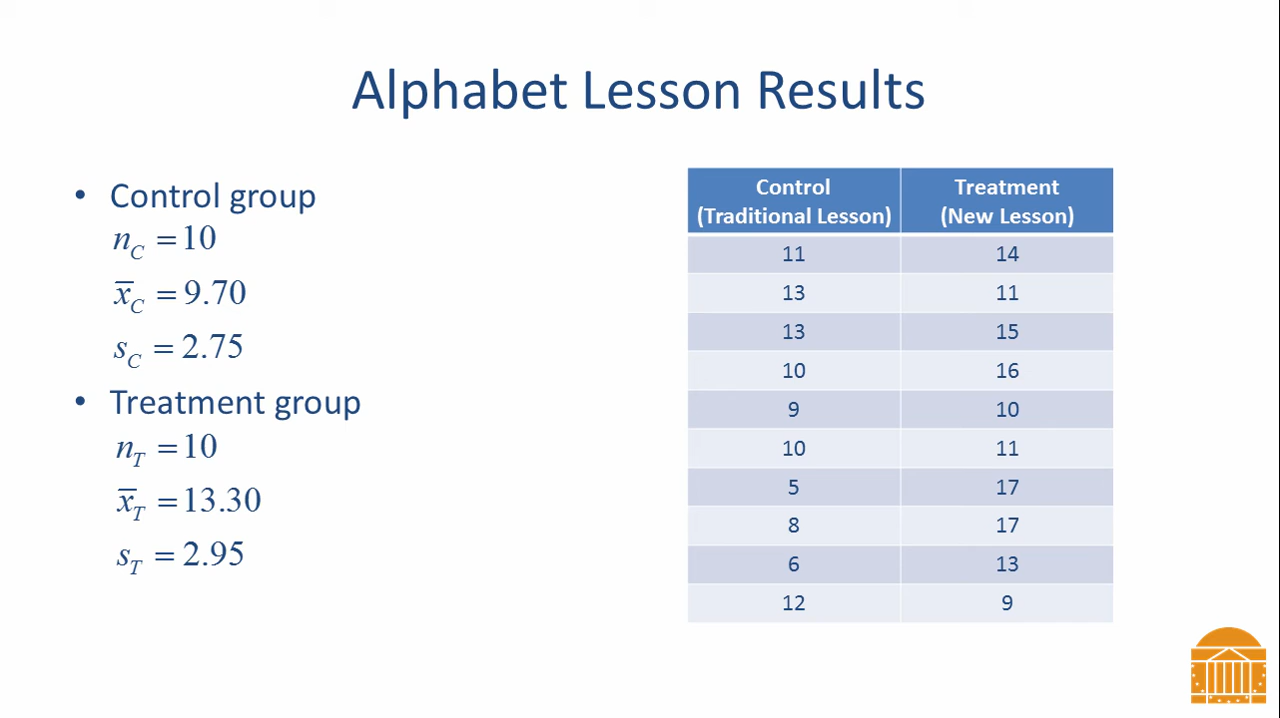 Alphabet Lesson Results
• Control group
n_C = 10
x̄_C = 9.70
s_C = 2.75
• Treatment group
n_T = 10
x̄_T = 13.30
s_T = 2.95
Control Treatment
(Traditional Lesson) (New Lesson)
11 14
13 11
13 15
10 16
9 10
10 11
5 17
8 17
6 13
12 9